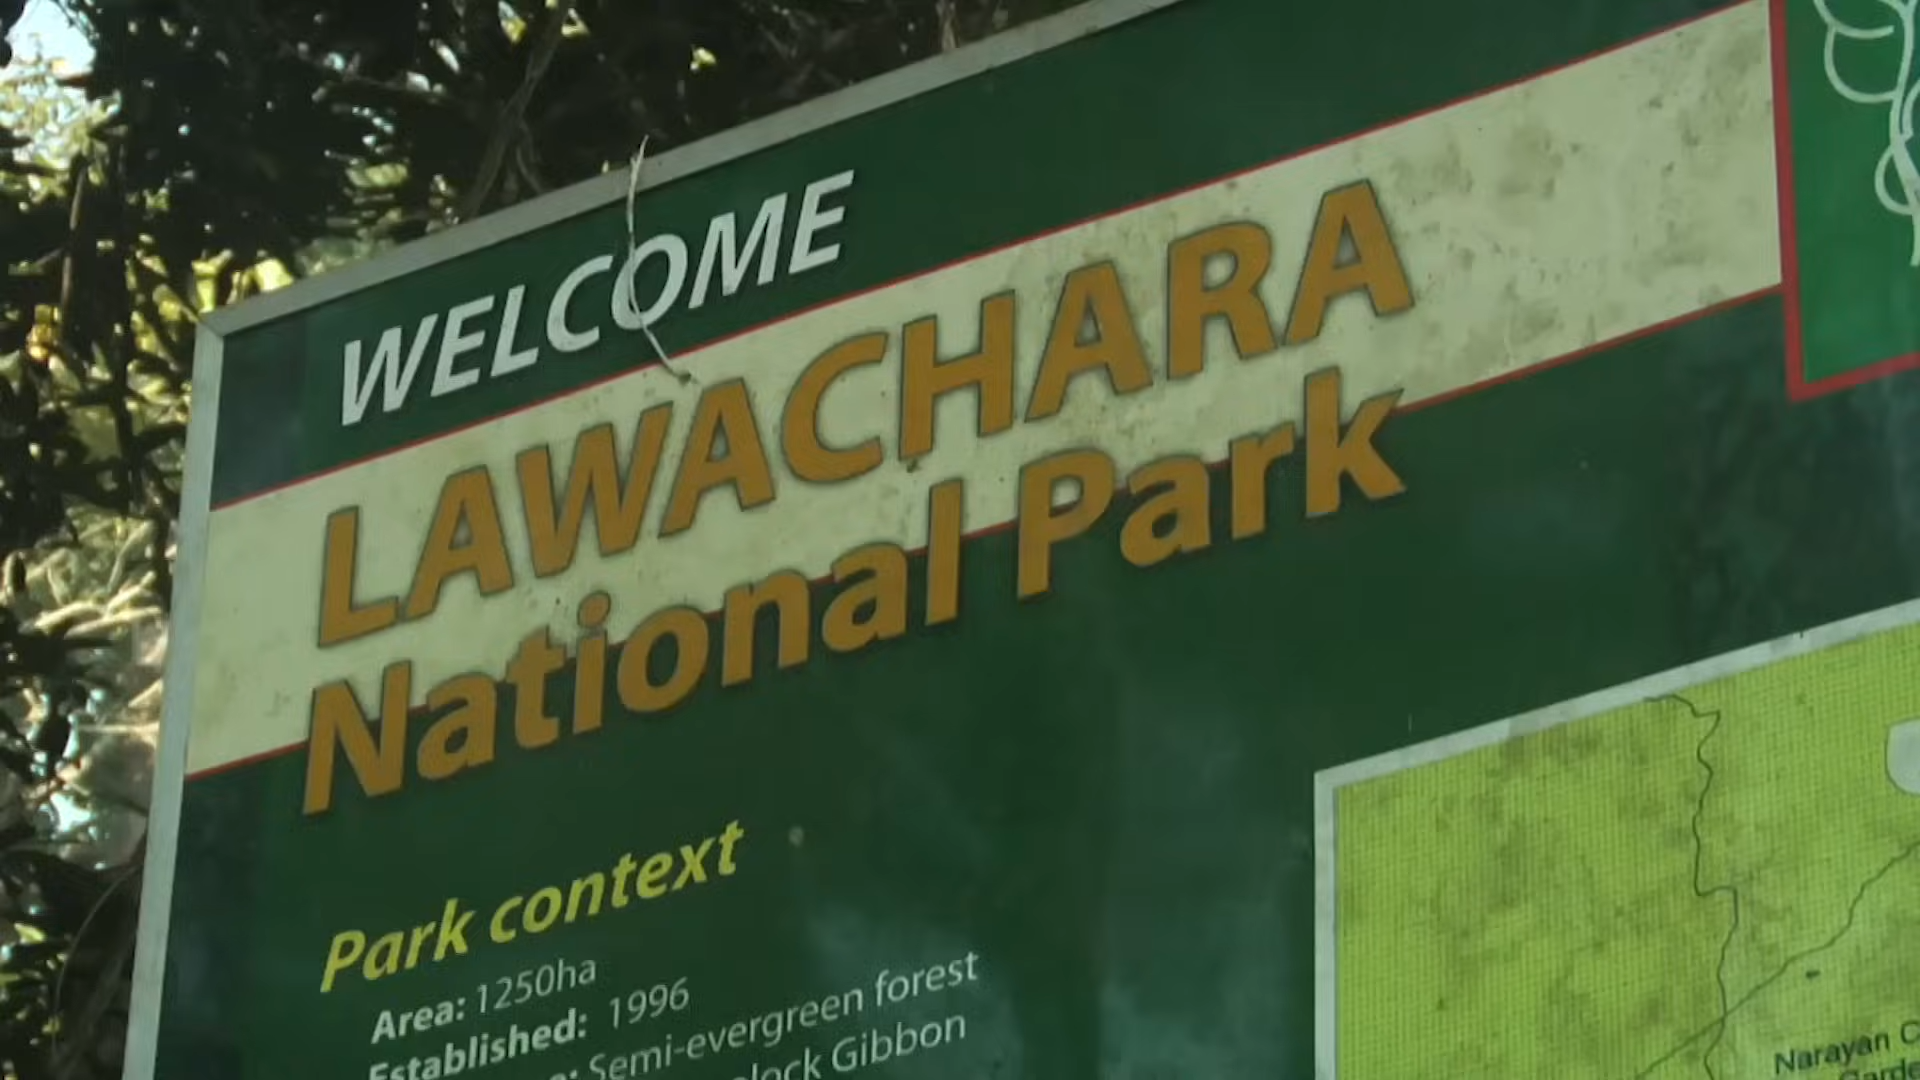 WELCOME
LAWACHARA
National Park
Park context
Area: 1250ha
Established: 1996
Semi-evergreen forest
Gibbon
Narayan